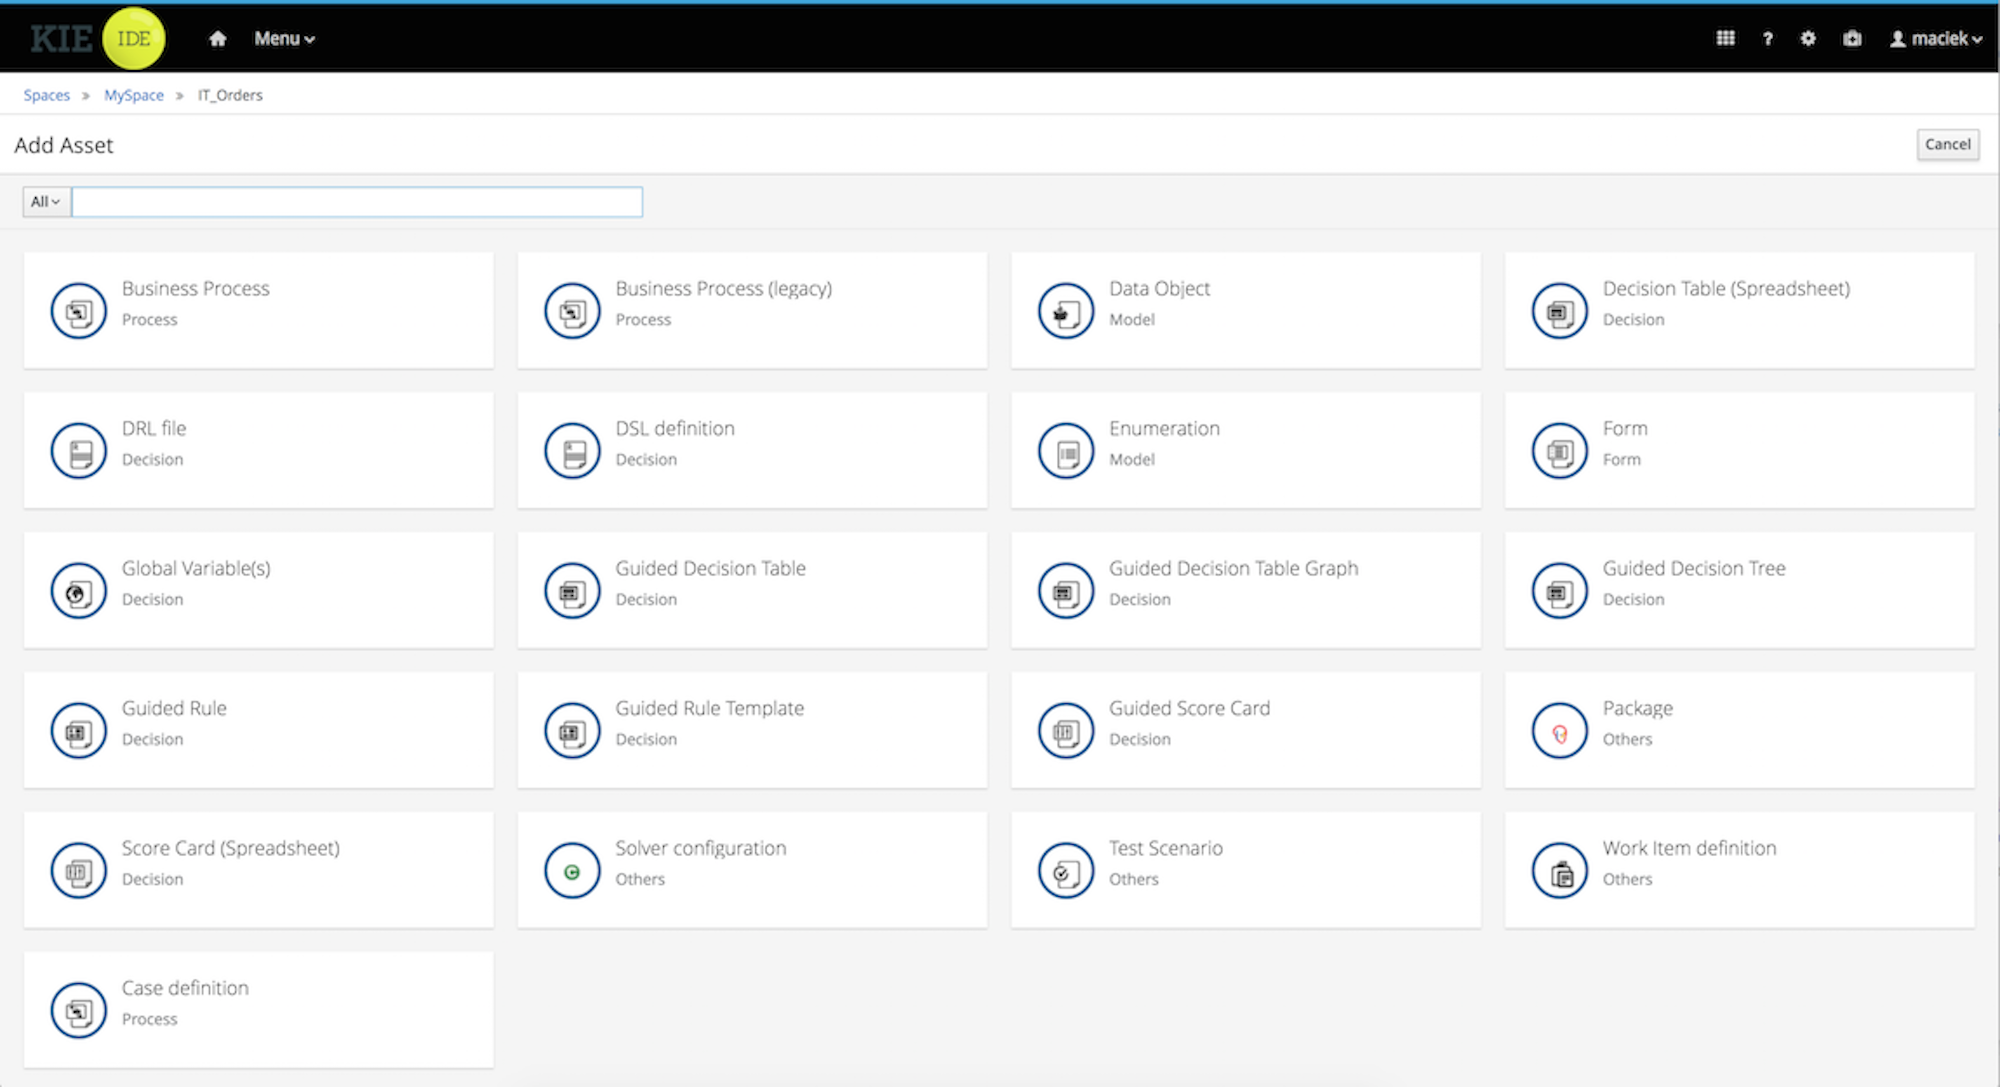 KIE IDE Menu ? maciek
Spaces » MySpace » IT_Orders
Add Asset Cancel
All
Business Process
Process
Business Process (legacy)
Process
Data Object
Model
Decision Table (Spreadsheet)
Decision
DRL file
Decision
DSL definition
Decision
Enumeration
Model
Form
Form
Global Variable(s)
Decision
Guided Decision Table
Decision
Guided Decision Table Graph
Decision
Guided Decision Tree
Decision
Guided Rule
Decision
Guided Rule Template
Decision
Guided Score Card
Decision
Package
Others
Score Card (Spreadsheet)
Decision
Solver configuration
Others
Test Scenario
Others
Work Item definition
Others
Case definition
Process